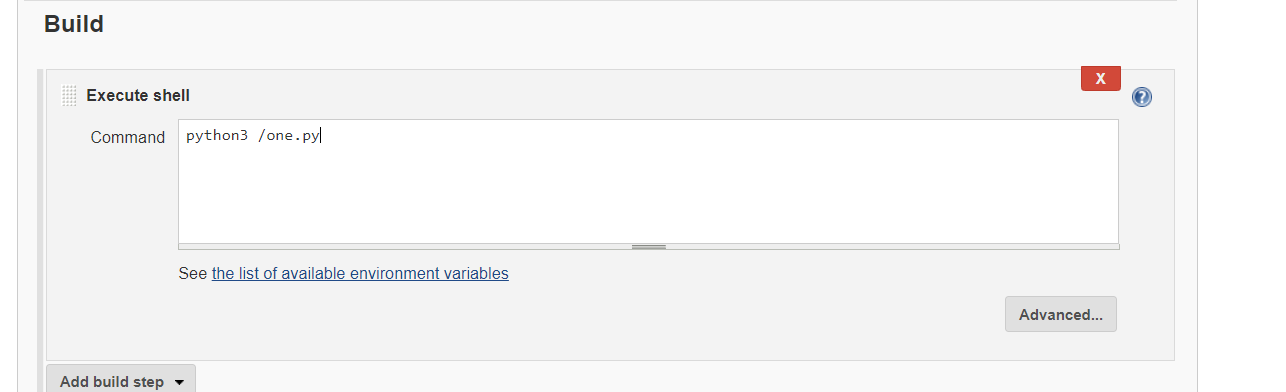 Build
X
Execute shell
?
Command
python3 /one.py
See the list of available environment variables
Advanced...
Add build step